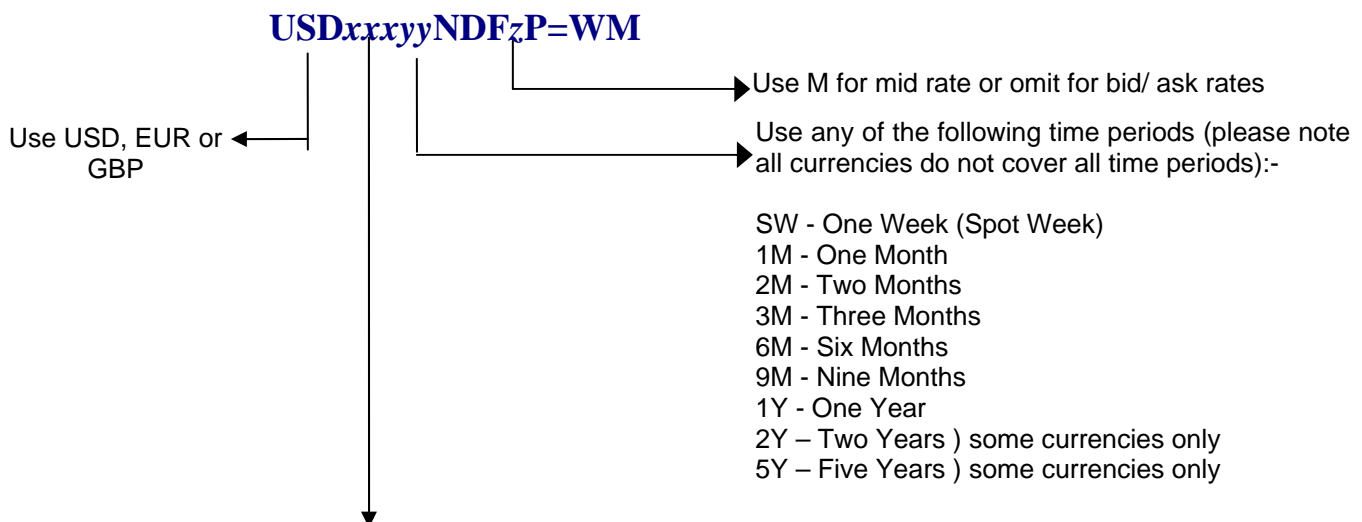 USDxxxyyNDFzP=WM
Use M for mid rate or omit for bid/ ask rates
Use USD, EUR or
GBP
Use any of the following time periods (please note
all currencies do not cover all time periods):-
SW - One Week (Spot Week)
1M - One Month
2M - Two Months
3M - Three Months
6M - Six Months
9M - Nine Months
1Y - One Year
2Y – Two Years ) some currencies only
5Y – Five Years ) some currencies only